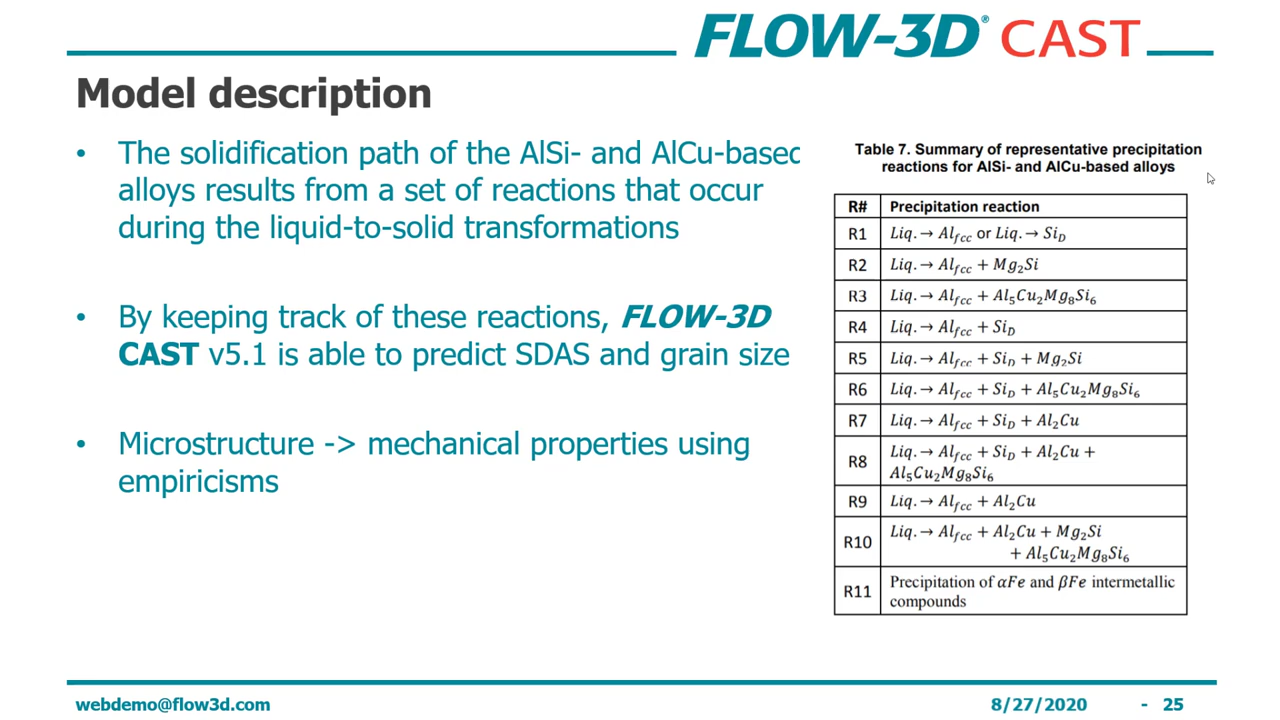 FLOW-3D® CAST
Model description
• The solidification path of the AlSi- and AlCu-based
alloys results from a set of reactions that occur
during the liquid-to-solid transformations
• By keeping track of these reactions, FLOW-3D
CAST v5.1 is able to predict SDAS and grain size
• Microstructure -> mechanical properties using
empiricisms
Table 7. Summary of representative precipitation
reactions for AlSi- and AlCu-based alloys
R# Precipitation reaction
R1 Liq. → Al_fcc or Liq. → Si_D
R2 Liq. → Al_fcc + Mg₂Si
R3 Liq. → Al_fcc + Al₅Cu₂Mg₈Si₆
R4 Liq. → Al_fcc + Si_D
R5 Liq. → Al_fcc + Si_D + Mg₂Si
R6 Liq. → Al_fcc + Si_D + Al₅Cu₂Mg₈Si₆
R7 Liq. → Al_fcc + Si_D + Al₂Cu
R8 Liq. → Al_fcc + Si_D + Al₂Cu +
Al₅Cu₂Mg₈Si₆
R9 Liq. → Al_fcc + Al₂Cu
R10 Liq. → Al_fcc + Al₂Cu + Mg₂Si
+ Al₅Cu₂Mg₈Si₆
R11 Precipitation of αFe and βFe intermetallic
compounds
webdemo@flow3d.com 8/27/2020 - 25